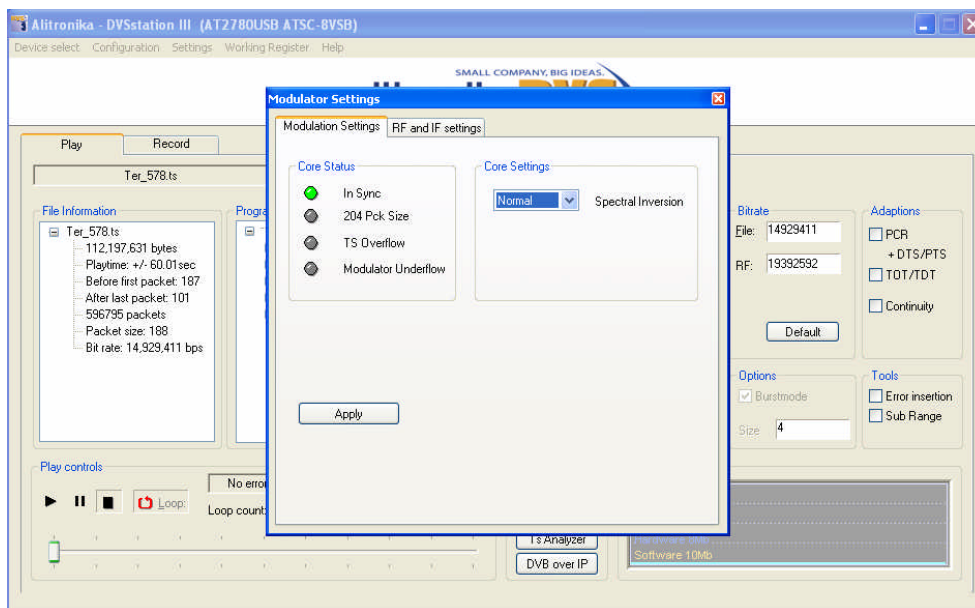 Alitronika - DVSstation III (AT2780USB ATSC-8VSB)
Device select Configuration Settings Working Register Help
SMALL COMPANY, BIG IDEAS.
Modulator Settings
Modulation Settings RF and IF settings
Play Record
Ter_578.ts
Core Status
In Sync
204 Pck Size
TS Overflow
Modulator Underflow
Core Settings
Normal Spectral Inversion
Apply
File Information
Ter_578.ts
112,197,631 bytes
Playtime: +/- 60.01sec
Before first packet: 187
After last packet: 101
596795 packets
Packet size: 188
Bit rate: 14,929,411 bps
Bitrate
File: 14929411
RF: 19392592
Default
Adaptions
PCR
+ DTS/PTS
TOT/TDT
Continuity
Options
Burstmode
Size 4
Tools
Error insertion
Sub Range
Play controls
Loop:
No
Loop count:
Ts Analyzer
DVB over IP
Software 10Mb